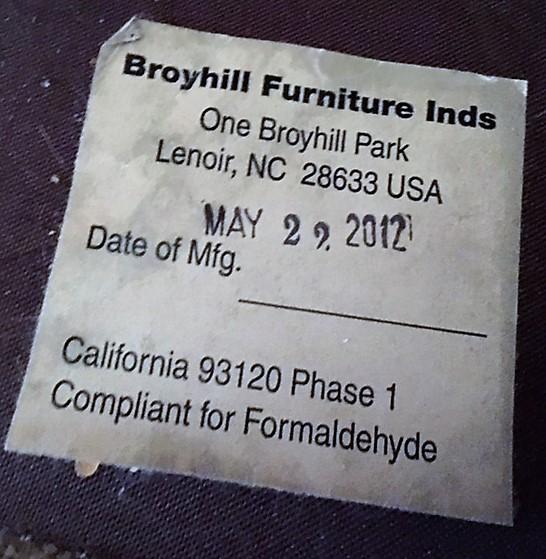 Broyhill Furniture Inds
One Broyhill Park
Lenoir, NC 28633 USA
MAY 29, 2012
Date of Mfg.
California 93120 Phase 1
Compliant for Formaldehyde